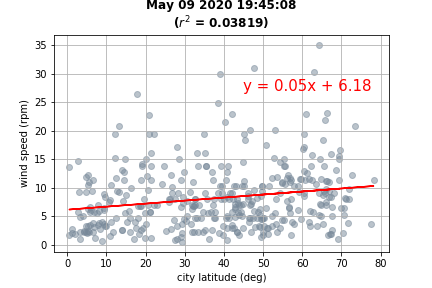 May 09 2020 19:45:08
(r² = 0.03819)
y = 0.05x + 6.18
wind speed (rpm)
35
30
25
20
15
10
5
0
0 10 20 30 40 50 60 70 80
city latitude (deg)